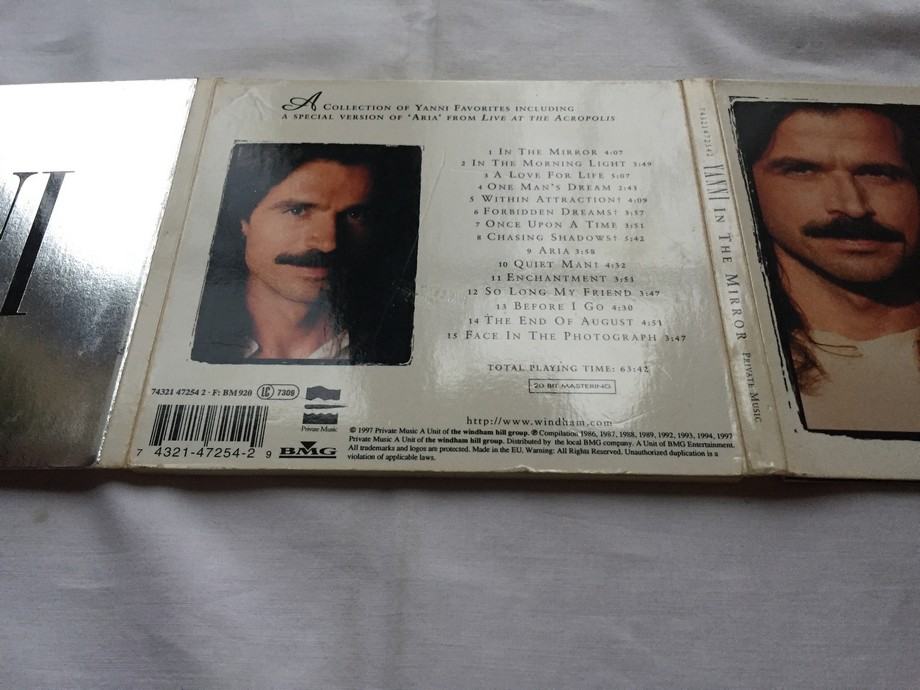 A COLLECTION OF YANNI FAVORITES INCLUDING
A SPECIAL VERSION OF 'ARIA' FROM LIVE AT THE ACROPOLIS
1 IN THE MIRROR 4:07
2 IN THE MORNING LIGHT 3:49
3 A LOVE FOR LIFE 5:07
4 ONE MAN'S DREAM 2:43
5 WITHIN ATTRACTION† 4:09
6 FORBIDDEN DREAMS† 3:57
7 ONCE UPON A TIME 3:51
8 CHASING SHADOWS† 5:42
9 ARIA 3:58
10 QUIET MAN† 4:32
11 ENCHANTMENT 3:53
12 SO LONG MY FRIEND 3:47
13 BEFORE I GO 4:30
14 THE END OF AUGUST 4:51
15 FACE IN THE PHOTOGRAPH 3:47
TOTAL PLAYING TIME: 63:42
20 BIT MASTERING
74321 47254 2 · F: BM 920 LC 7309
Private Music
http://www.windham.com
© 1997 Private Music A Unit of the windham hill group. ℗ Compilation 1986, 1987, 1988, 1989, 1992, 1993, 1994, 1997
Private Music A Unit of the windham hill group. Distributed by the local BMG company. A Unit of BMG Entertainment.
All trademarks and logos are protected. Made in the EU, Warning: All Rights Reserved. Unauthorized duplication is a
violation of applicable laws.
7 4321-47254-2 9
BMG
74321472542 YANNI IN THE MIRROR PRIVATE MUSIC